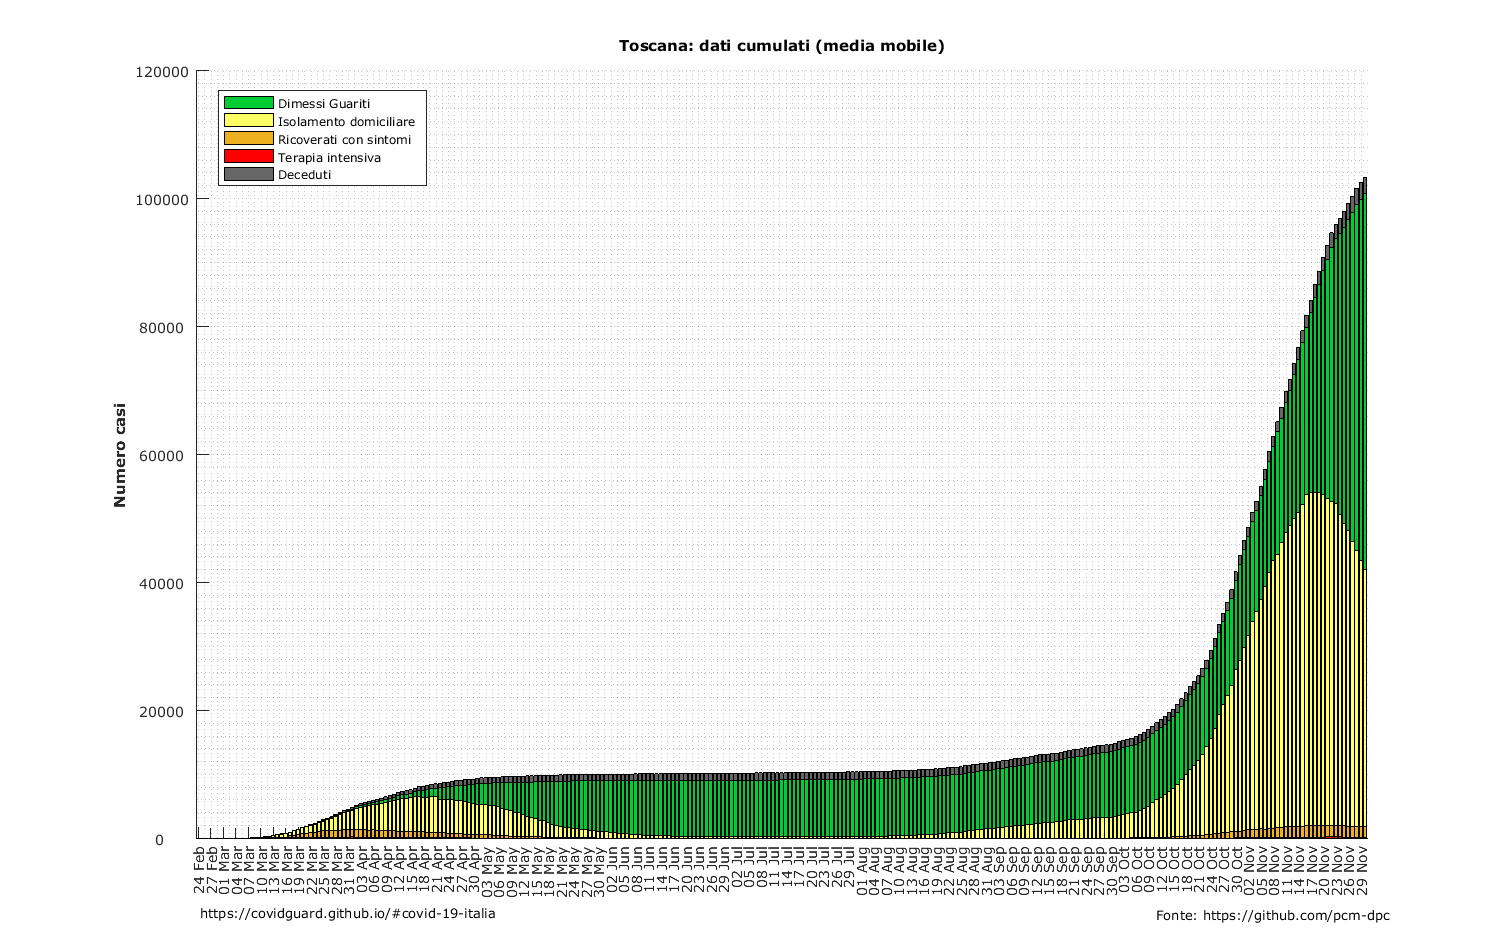 Toscana: dati cumulati (media mobile)
120000
100000
80000
60000
40000
20000
0
Numero casi
Dimessi Guariti
Isolamento domiciliare
Ricoverati con sintomi
Terapia intensiva
Deceduti
24 Feb
27 Feb
01 Mar
04 Mar
07 Mar
10 Mar
13 Mar
16 Mar
19 Mar
22 Mar
25 Mar
28 Mar
31 Mar
03 Apr
06 Apr
09 Apr
12 Apr
15 Apr
18 Apr
21 Apr
24 Apr
27 Apr
30 Apr
03 May
06 May
09 May
12 May
15 May
18 May
21 May
24 May
27 May
30 May
02 Jun
05 Jun
08 Jun
11 Jun
14 Jun
17 Jun
20 Jun
23 Jun
26 Jun
29 Jun
02 Jul
05 Jul
08 Jul
11 Jul
14 Jul
17 Jul
20 Jul
23 Jul
26 Jul
29 Jul
01 Aug
04 Aug
07 Aug
10 Aug
13 Aug
16 Aug
19 Aug
22 Aug
25 Aug
28 Aug
31 Aug
03 Sep
06 Sep
09 Sep
12 Sep
15 Sep
18 Sep
21 Sep
24 Sep
27 Sep
30 Sep
03 Oct
06 Oct
09 Oct
12 Oct
15 Oct
18 Oct
21 Oct
24 Oct
27 Oct
30 Oct
02 Nov
05 Nov
08 Nov
11 Nov
14 Nov
17 Nov
20 Nov
23 Nov
26 Nov
29 Nov
https://covidguard.github.io/#covid-19-italia
Fonte: https://github.com/pcm-dpc